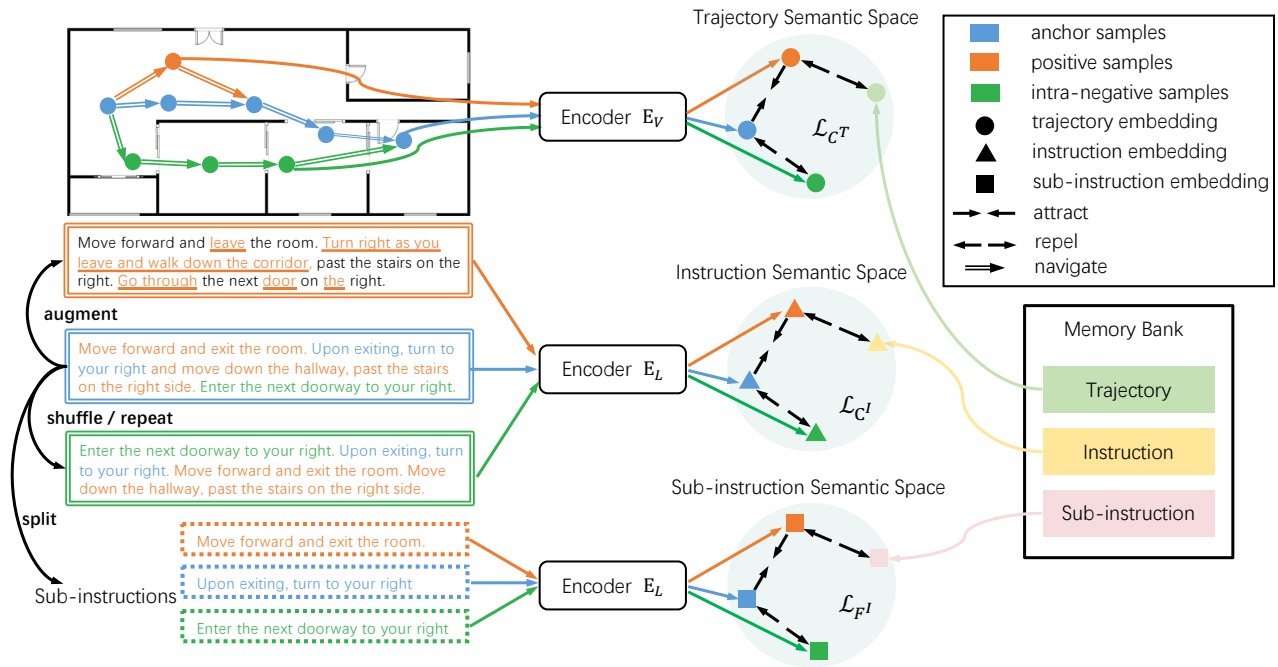 Trajectory Semantic Space
Encoder E_V
ℒ_{C^T}
anchor samples
positive samples
intra-negative samples
trajectory embedding
instruction embedding
sub-instruction embedding
attract
repel
navigate
Move forward and leave the room. Turn right as you
leave and walk down the corridor, past the stairs on the
right. Go through the next door on the right.
augment
Move forward and exit the room. Upon exiting, turn to
your right and move down the hallway, past the stairs
on the right side. Enter the next doorway to your right.
shuffle / repeat
Enter the next doorway to your right. Upon exiting, turn
to your right. Move forward and exit the room. Move
down the hallway, past the stairs on the right side.
split
Sub-instructions
Move forward and exit the room.
Upon exiting, turn to your right
Enter the next doorway to your right
Encoder E_L
Instruction Semantic Space
ℒ_{C^I}
Encoder E_L
Sub-instruction Semantic Space
ℒ_{F^I}
Memory Bank
Trajectory
Instruction
Sub-instruction